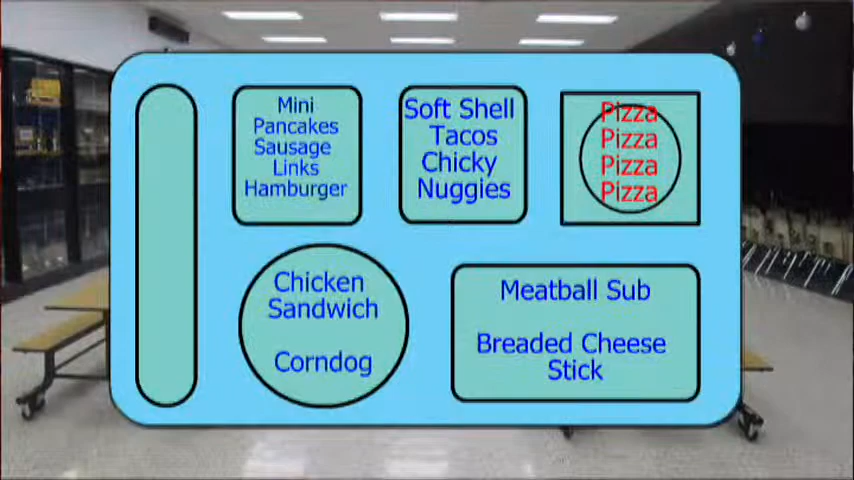 Mini
Pancakes
Sausage
Links
Hamburger
Soft Shell
Tacos
Chicky
Nuggies
Pizza
Pizza
Pizza
Pizza
Chicken
Sandwich
Corndog
Meatball Sub
Breaded Cheese
Stick